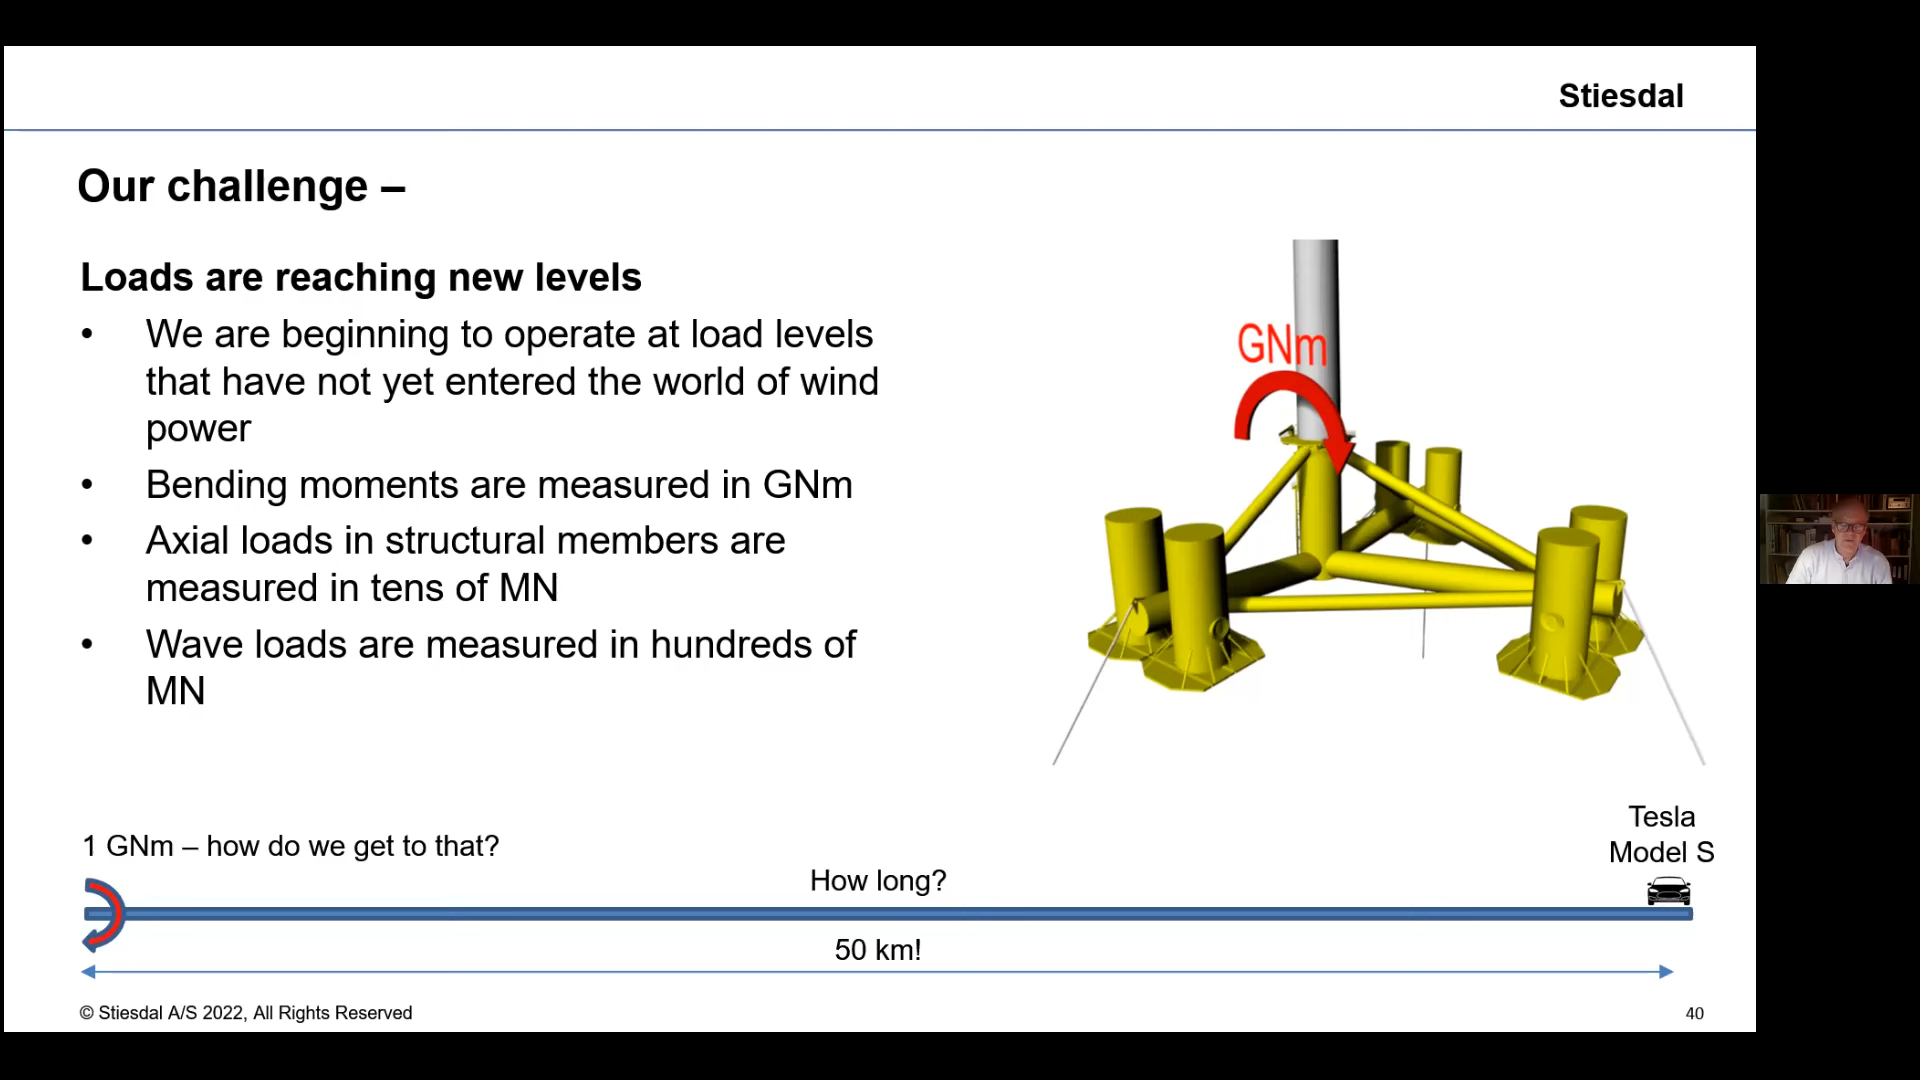 Stiesdal
Our challenge –
Loads are reaching new levels
• We are beginning to operate at load levels
that have not yet entered the world of wind
power
• Bending moments are measured in GNm
• Axial loads in structural members are
measured in tens of MN
• Wave loads are measured in hundreds of
MN
GNm
1 GNm – how do we get to that?
How long?
Tesla
Model S
50 km!
© Stiesdal A/S 2022, All Rights Reserved
40